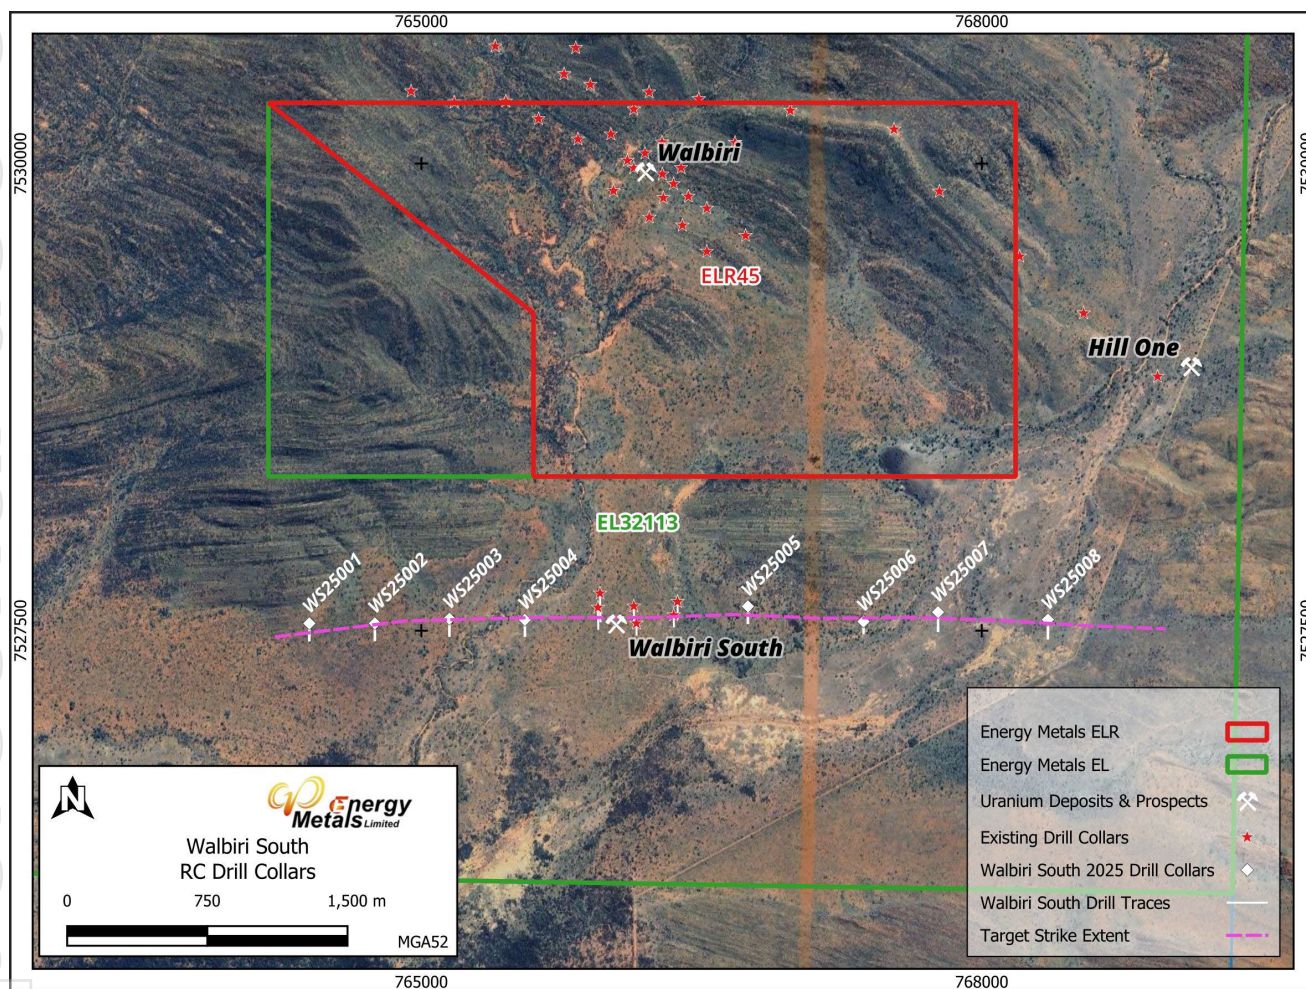 765000
768000
7530000
7530000
Walbiri
ELR45
Hill One
EL32113
WS25001
WS25002
WS25003
WS25004
WS25005
WS25006
WS25007
WS25008
7527500
7527500
Walbiri South
Energy Metals ELR
Energy Metals EL
Uranium Deposits & Prospects
Existing Drill Collars
Walbiri South 2025 Drill Collars
Walbiri South Drill Traces
Target Strike Extent
N
Energy
Metals Limited
Walbiri South
RC Drill Collars
0 750 1,500 m
MGA52
765000
768000